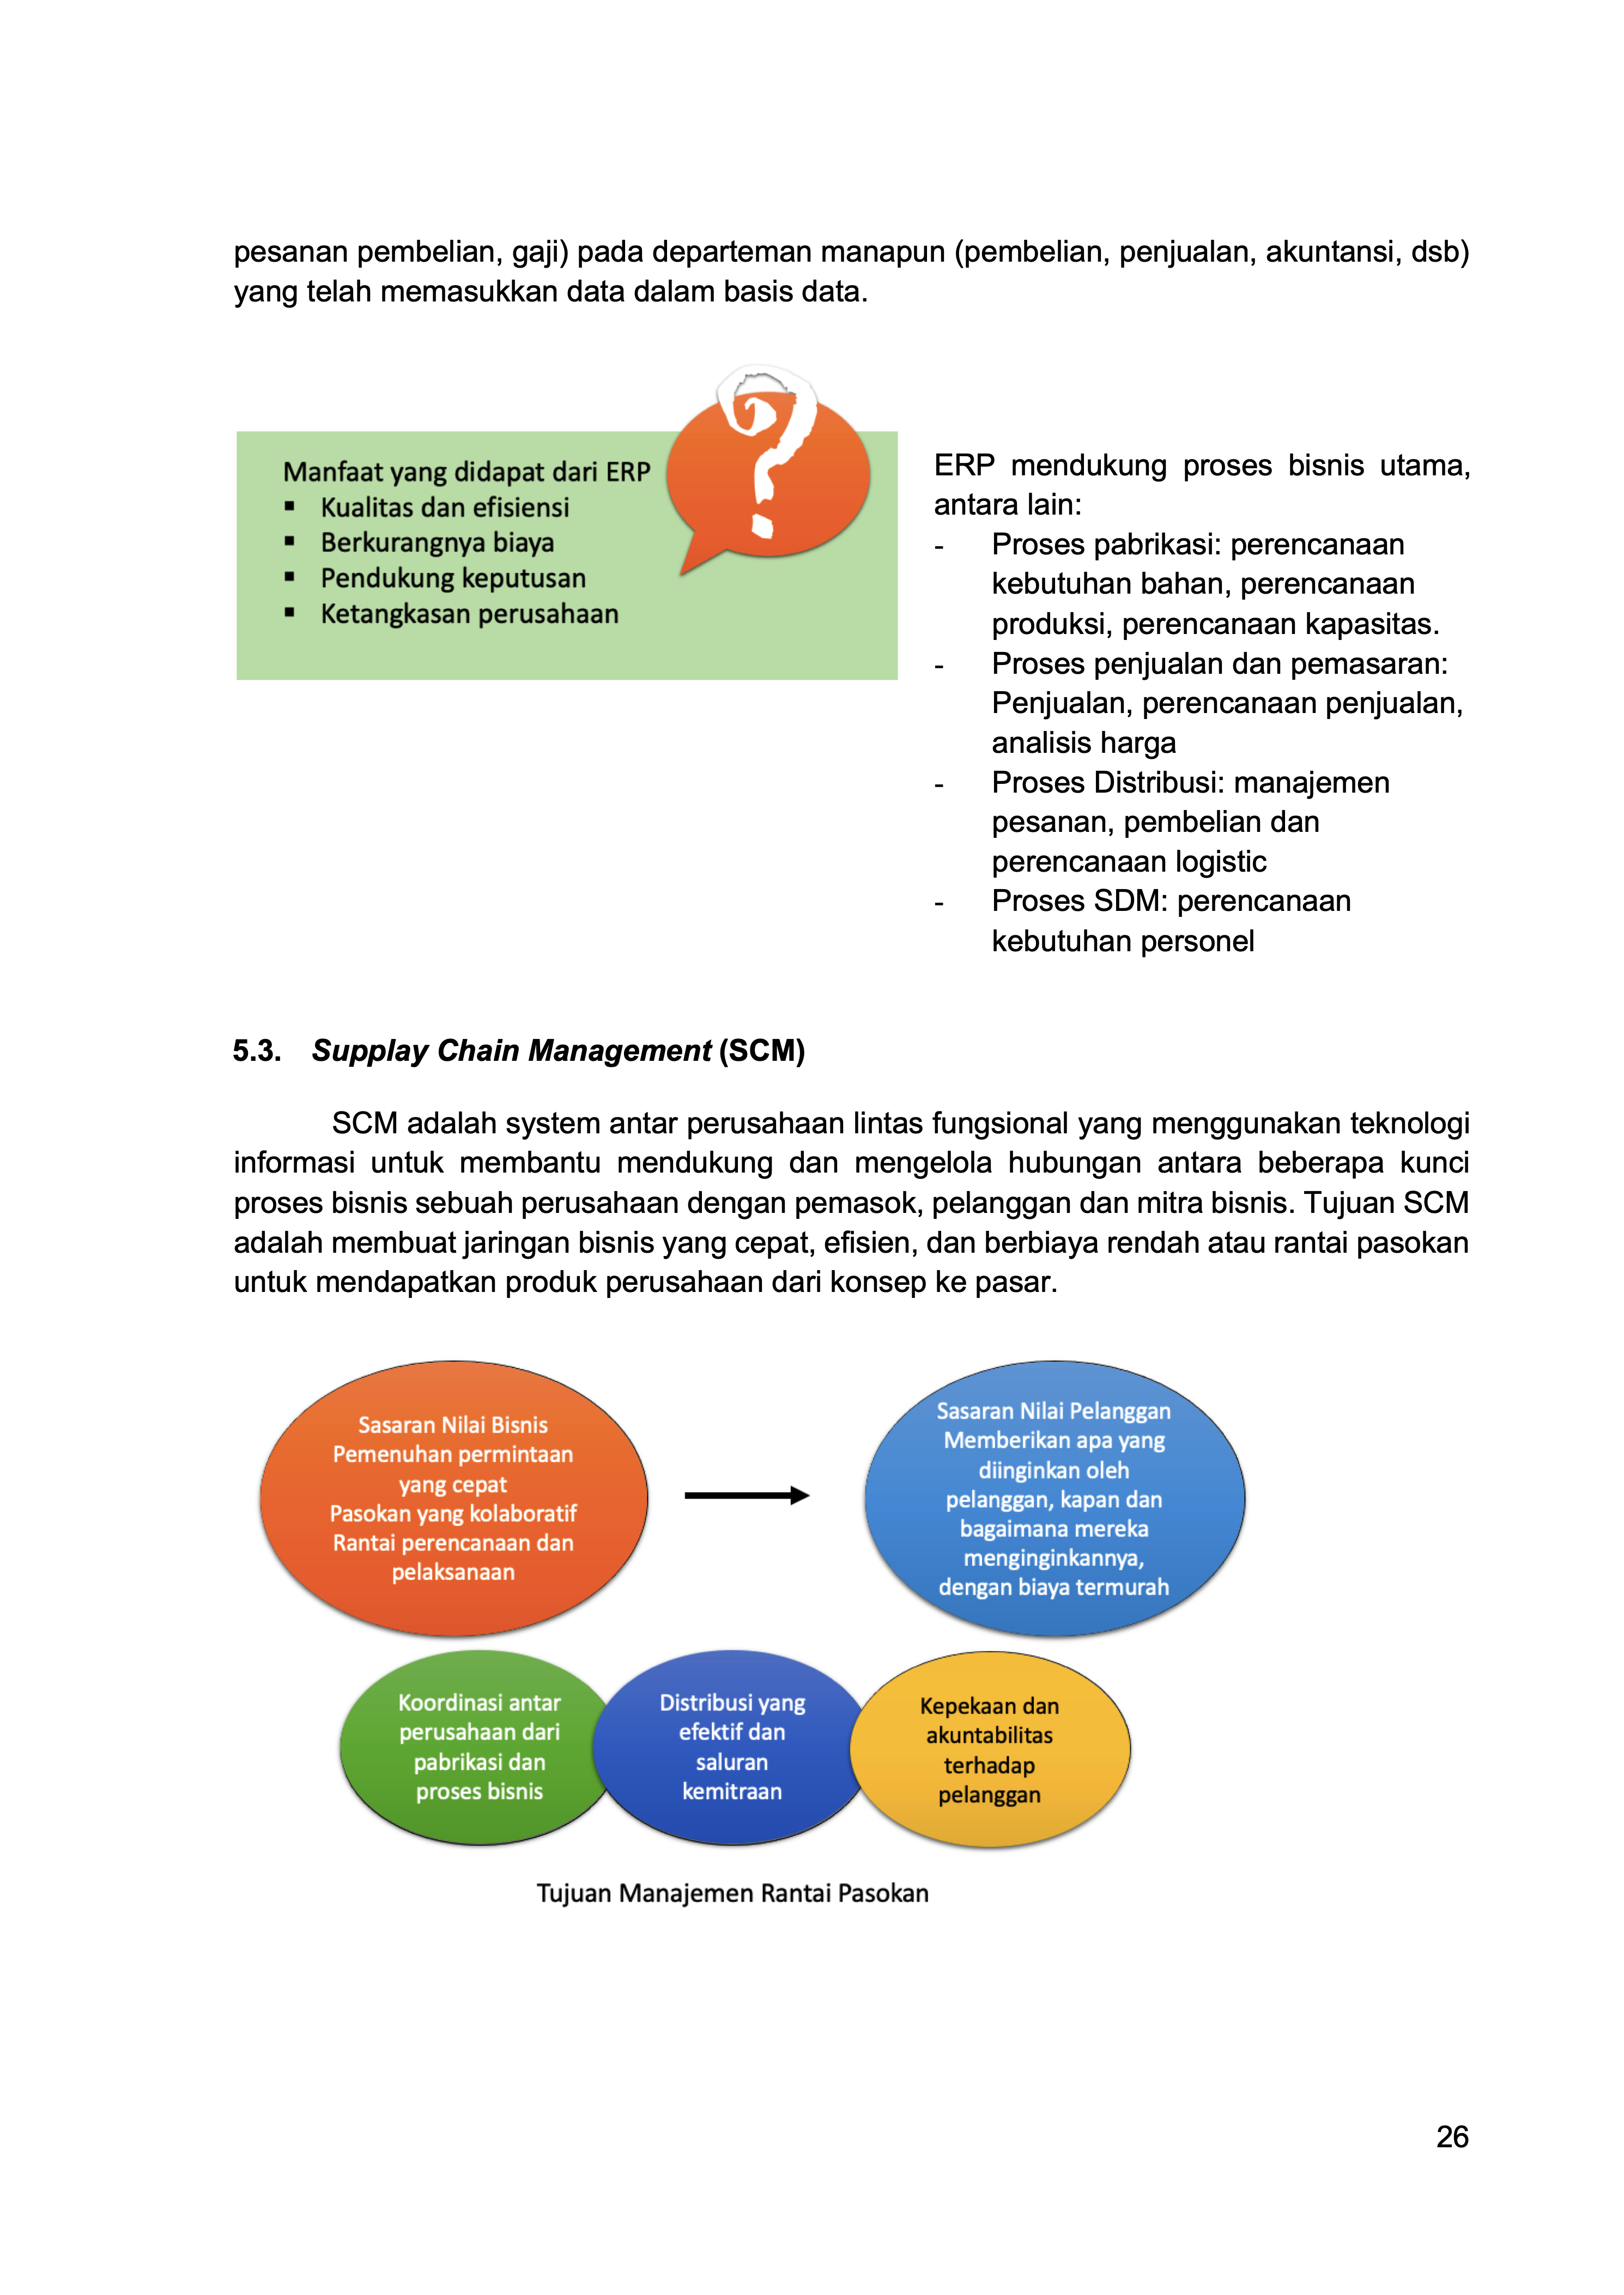 pesanan pembelian, gaji) pada departeman manapun (pembelian, penjualan, akuntansi, dsb)
yang telah memasukkan data dalam basis data.
Manfaat yang didapat dari ERP
▪ Kualitas dan efisiensi
▪ Berkurangnya biaya
▪ Pendukung keputusan
▪ Ketangkasan perusahaan
?
ERP mendukung proses bisnis utama,
antara lain:
- Proses pabrikasi: perencanaan
kebutuhan bahan, perencanaan
produksi, perencanaan kapasitas.
- Proses penjualan dan pemasaran:
Penjualan, perencanaan penjualan,
analisis harga
- Proses Distribusi: manajemen
pesanan, pembelian dan
perencanaan logistic
- Proses SDM: perencanaan
kebutuhan personel
5.3. Supplay Chain Management (SCM)
SCM adalah system antar perusahaan lintas fungsional yang menggunakan teknologi
informasi untuk membantu mendukung dan mengelola hubungan antara beberapa kunci
proses bisnis sebuah perusahaan dengan pemasok, pelanggan dan mitra bisnis. Tujuan SCM
adalah membuat jaringan bisnis yang cepat, efisien, dan berbiaya rendah atau rantai pasokan
untuk mendapatkan produk perusahaan dari konsep ke pasar.
Sasaran Nilai Bisnis
Pemenuhan permintaan
yang cepat
Pasokan yang kolaboratif
Rantai perencanaan dan
pelaksanaan
Sasaran Nilai Pelanggan
Memberikan apa yang
diinginkan oleh
pelanggan, kapan dan
bagaimana mereka
menginginkannya,
dengan biaya termurah
Koordinasi antar
perusahaan dari
pabrikasi dan
proses bisnis
Distribusi yang
efektif dan
saluran
kemitraan
Kepekaan dan
akuntabilitas
terhadap
pelanggan
Tujuan Manajemen Rantai Pasokan
26